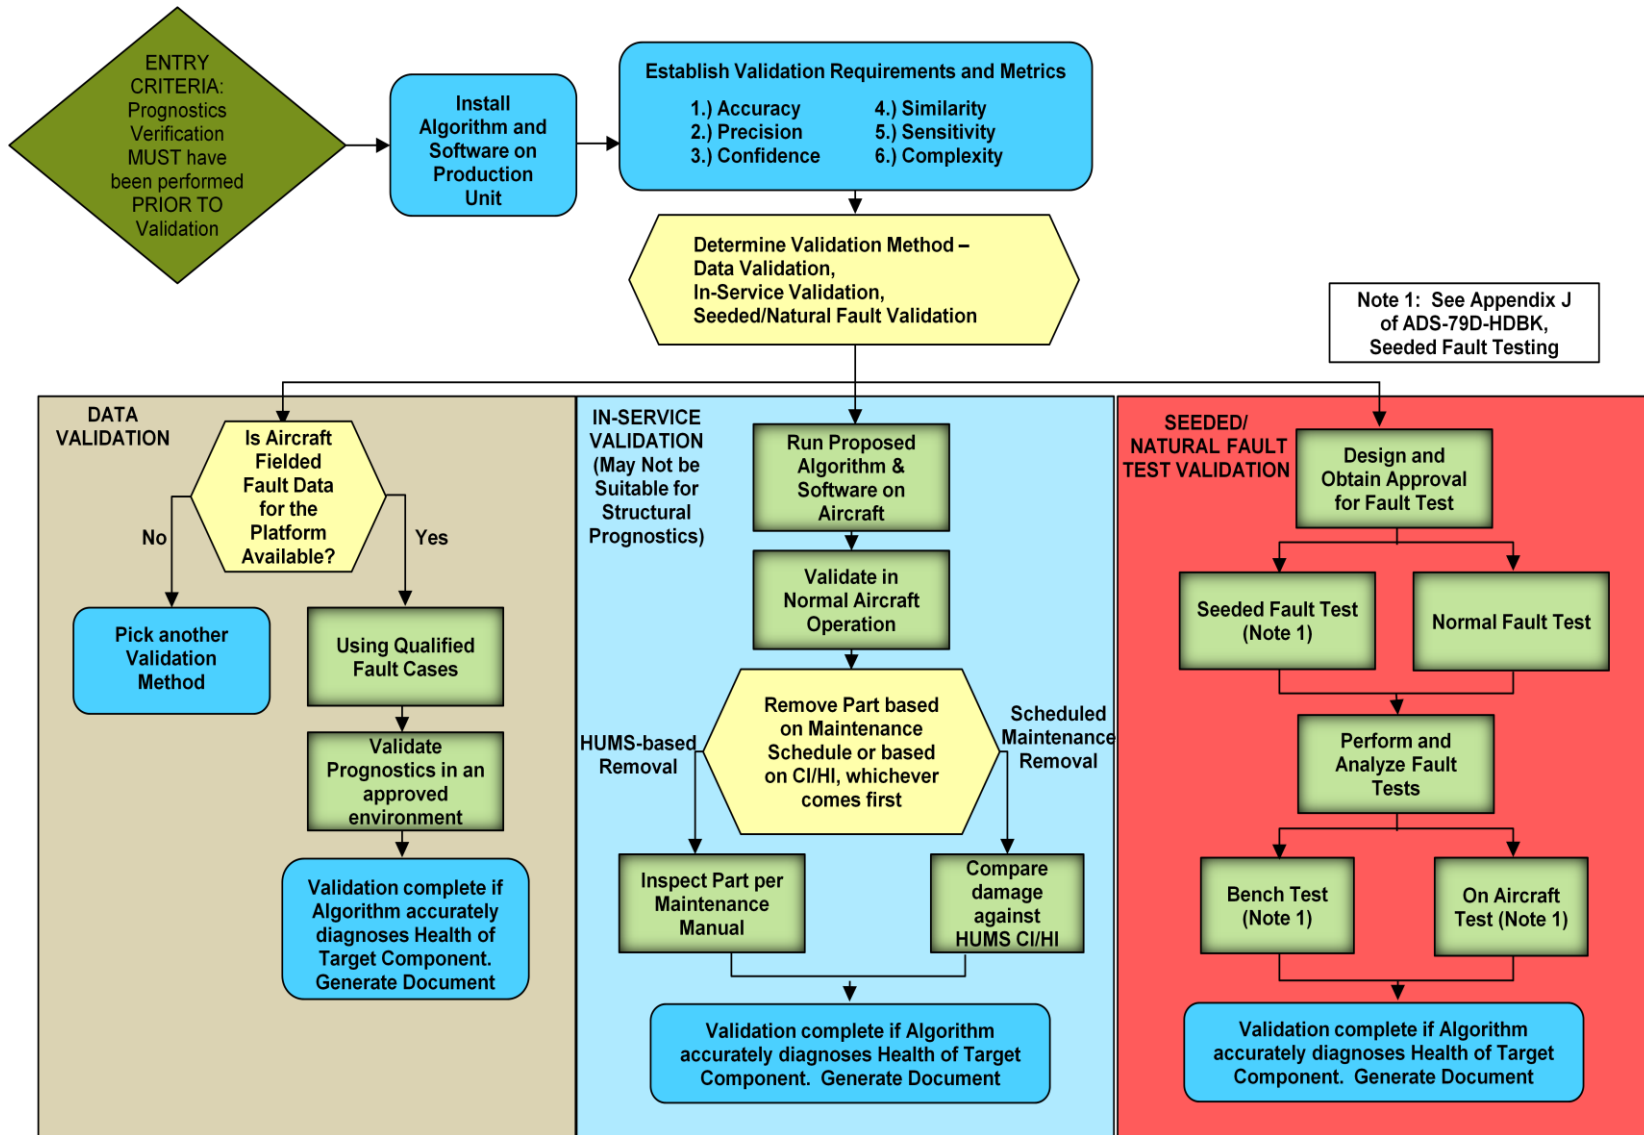 ENTRY
CRITERIA:
Prognostics
Verification
MUST have
been performed
PRIOR TO
Validation
Install
Algorithm and
Software on
Production
Unit
Establish Validation Requirements and Metrics
1.) Accuracy
2.) Precision
3.) Confidence
4.) Similarity
5.) Sensitivity
6.) Complexity
Determine Validation Method –
Data Validation,
In-Service Validation,
Seeded/Natural Fault Validation
Note 1: See Appendix J
of ADS-79D-HDBK,
Seeded Fault Testing
DATA
VALIDATION
Is Aircraft
Fielded
Fault Data
for the
Platform
Available?
No
Yes
Pick another
Validation
Method
Using Qualified
Fault Cases
Validate
Prognostics in an
approved
environment
Validation complete if
Algorithm accurately
diagnoses Health of
Target Component.
Generate Document
IN-SERVICE
VALIDATION
(May Not be
Suitable for
Structural
Prognostics)
Run Proposed
Algorithm &
Software on
Aircraft
Validate in
Normal Aircraft
Operation
Remove Part based
on Maintenance
Schedule or based
on CI/HI, whichever
comes first
HUMS-based
Removal
Scheduled
Maintenance
Removal
Inspect Part per
Maintenance
Manual
Compare
damage
against
HUMS CI/HI
Validation complete if Algorithm
accurately diagnoses Health of Target
Component. Generate Document
SEEDED/
NATURAL FAULT
TEST VALIDATION
Design and
Obtain Approval
for Fault Test
Seeded Fault Test
(Note 1)
Normal Fault Test
Perform and
Analyze Fault
Tests
Bench Test
(Note 1)
On Aircraft
Test (Note 1)
Validation complete if Algorithm
accurately diagnoses Health of Target
Component. Generate Document